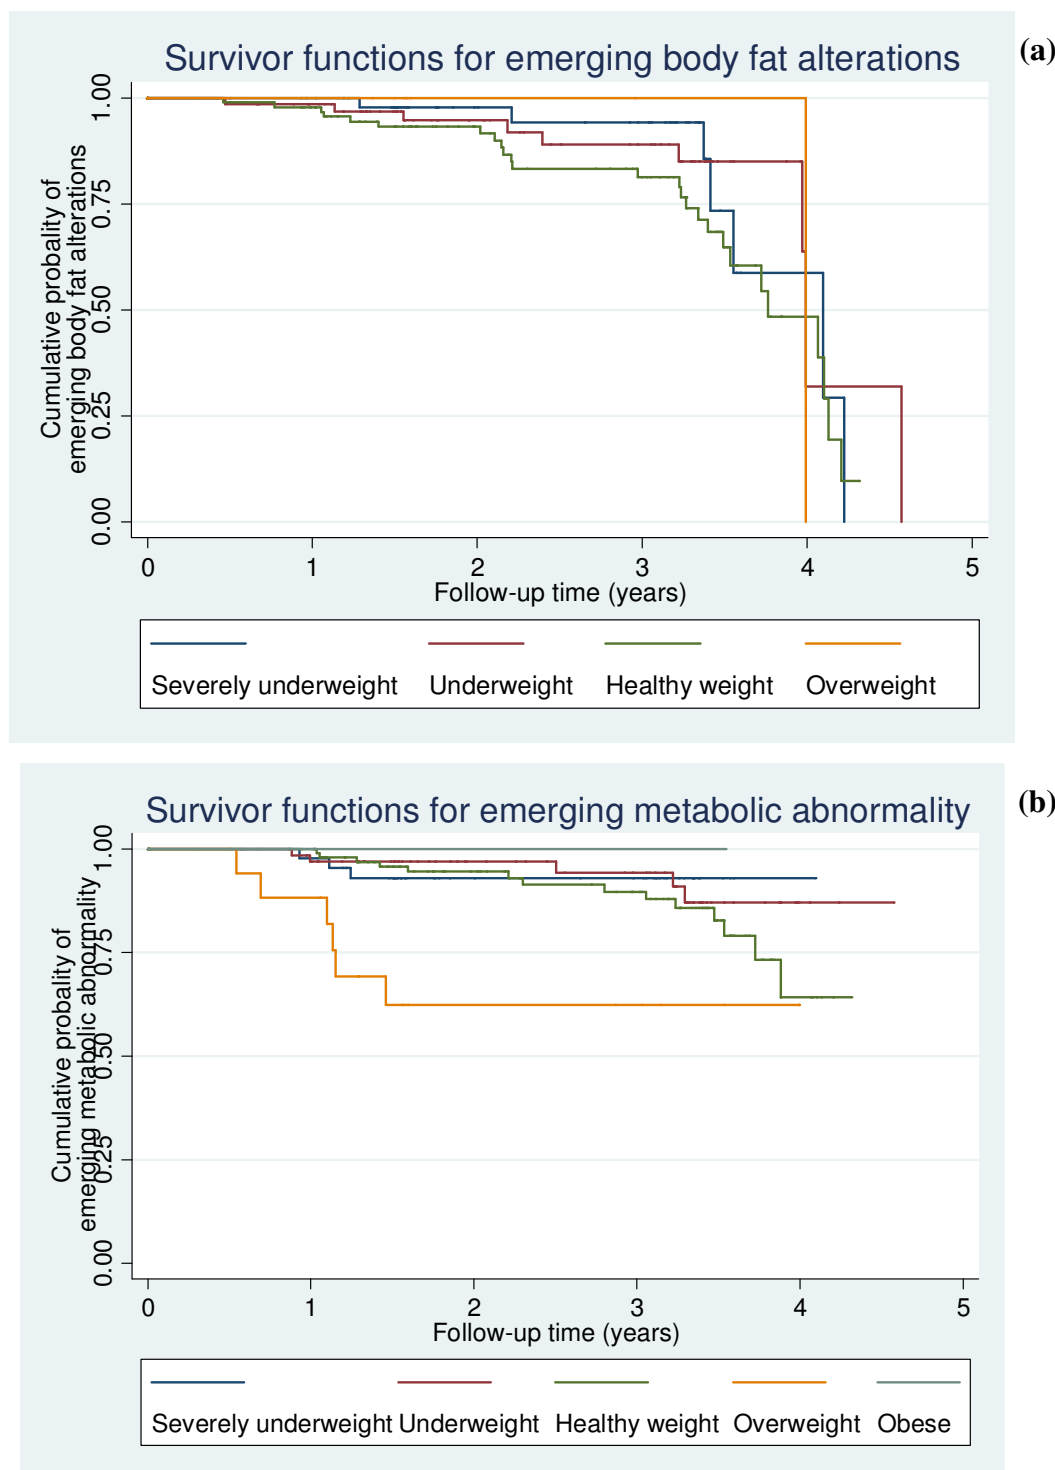 Survivor functions for emerging body fat alterations
(a)
Cumulative probality of
emerging body fat alterations
1.00
0.75
0.50
0.25
0.00
0 1 2 3 4 5
Follow-up time (years)
Severely underweight Underweight Healthy weight Overweight
Survivor functions for emerging metabolic abnormality
(b)
Cumulative probality of
emerging metabolic abnormality
1.00
0.75
0.50
0.25
0.00
0 1 2 3 4 5
Follow-up time (years)
Severely underweight Underweight Healthy weight Overweight Obese